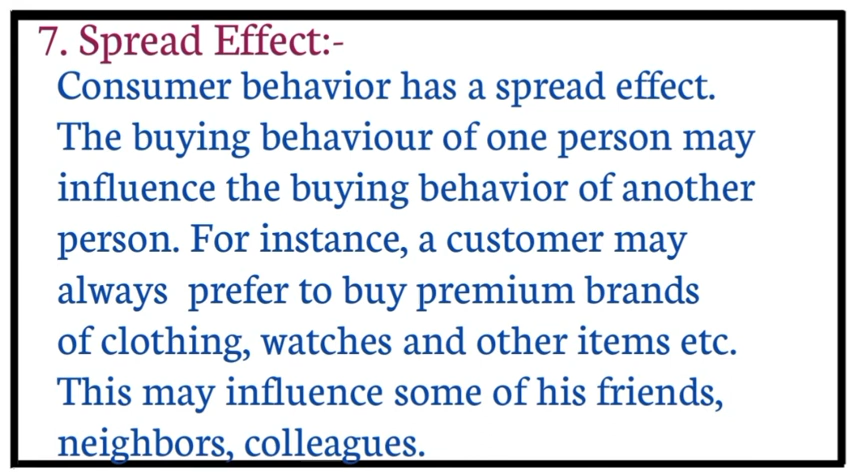 7. Spread Effect:-
Consumer behavior has a spread effect.
The buying behaviour of one person may
influence the buying behavior of another
person. For instance, a customer may
always  prefer to buy premium brands
of clothing, watches and other items etc.
This may influence some of his friends,
neighbors, colleagues.